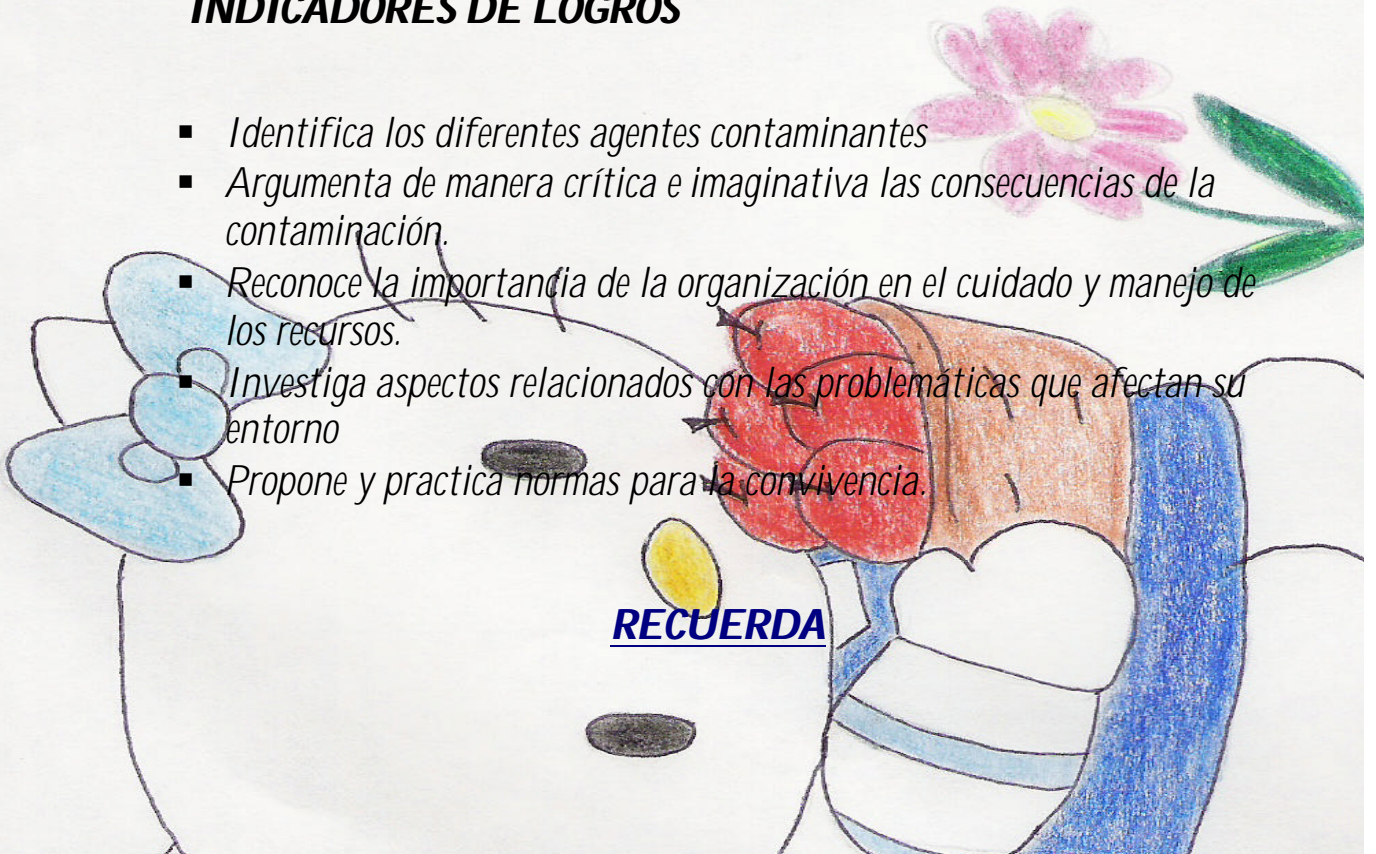 INDICADORES DE LOGROS
▪ Identifica los diferentes agentes contaminantes
▪ Argumenta de manera crítica e imaginativa las consecuencias de la
contaminación.
▪ Reconoce la importancia de la organización en el cuidado y manejo de
los recursos.
▪ Investiga aspectos relacionados con las problemáticas que afectan su
entorno
▪ Propone y practica normas para la convivencia.
RECUERDA